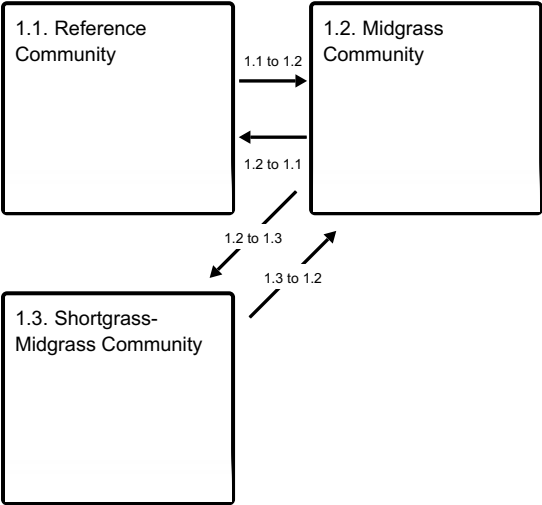 1.1. Reference
Community
1.2. Midgrass
Community
1.1 to 1.2
1.2 to 1.1
1.2 to 1.3
1.3 to 1.2
1.3. Shortgrass-
Midgrass Community